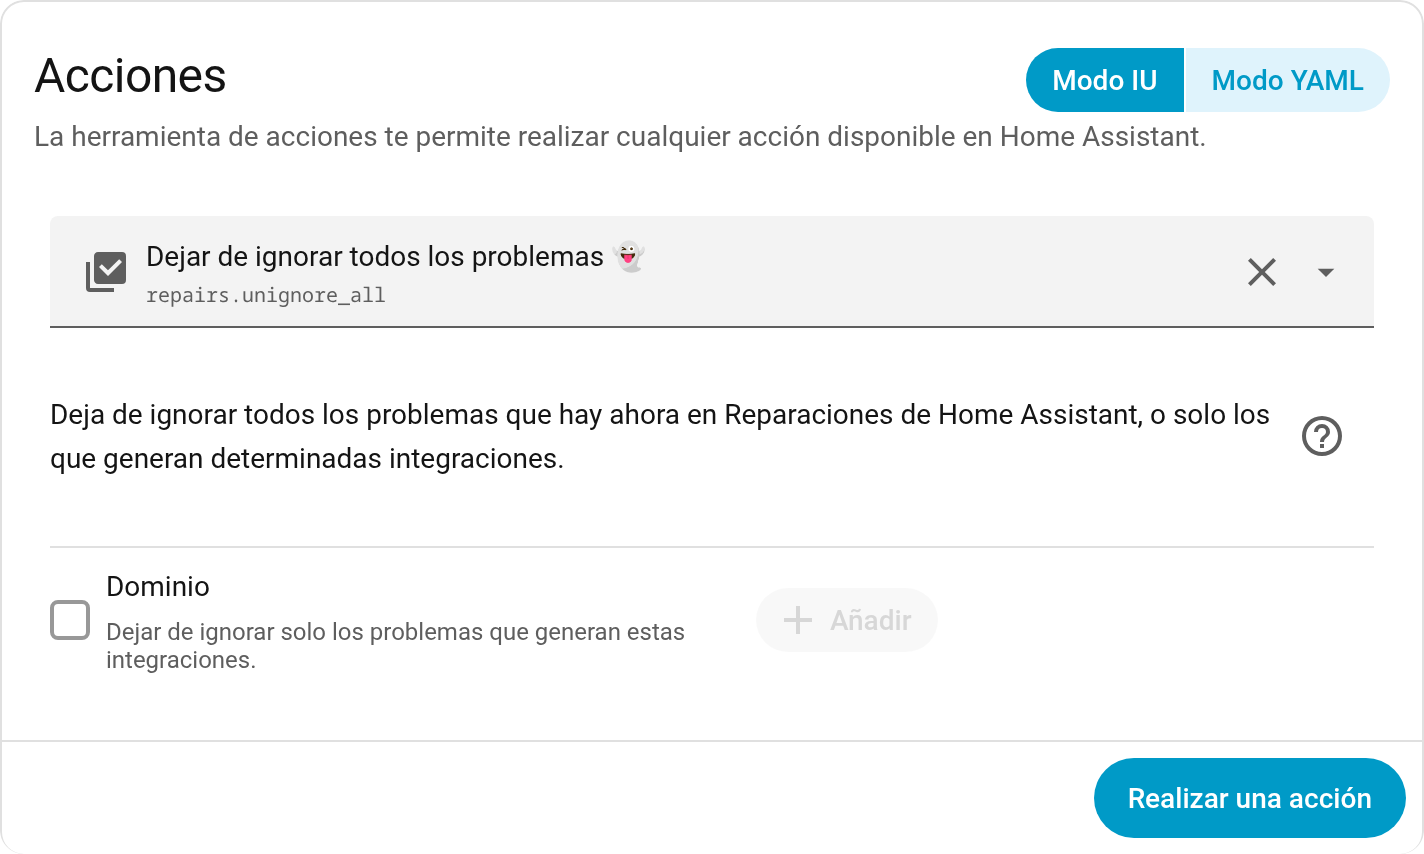 Acciones
Modo IU
Modo YAML
La herramienta de acciones te permite realizar cualquier acción disponible en Home Assistant.
Dejar de ignorar todos los problemas 👻
repairs.unignore_all
Deja de ignorar todos los problemas que hay ahora en Reparaciones de Home Assistant, o solo los
que generan determinadas integraciones.
Dominio
Dejar de ignorar solo los problemas que generan estas
integraciones.
Añadir
Realizar una acción